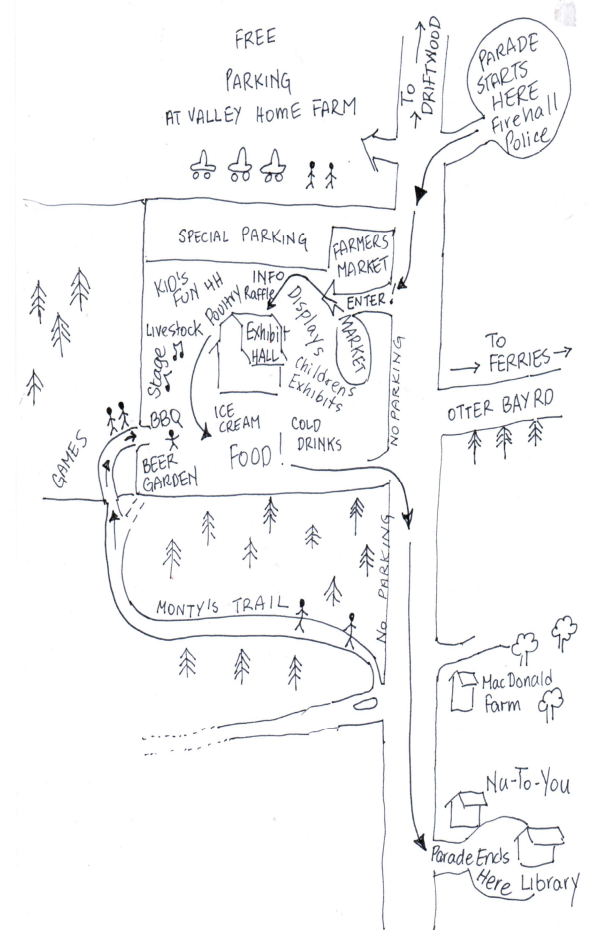 FREE
PARKING
AT VALLEY HOME FARM
TO
DRIFTWOOD
PARADE
STARTS
HERE
Firehall
Police
SPECIAL PARKING
FARMERS
MARKET
KID'S
FUN 4H
INFO
Raffle
ENTER!
Poultry
Displays
MARKET
Livestock
Exhibit
HALL
Children's
Exhibits
Stage
NO PARKING
TO
FERRIES
OTTER BAY RD
BBQ
ICE
CREAM
COLD
DRINKS
FOOD!
BEER
GARDEN
GAMES
NO PARKING
MONTY'S TRAIL
MacDonald
Farm
Nu-To-You
Parade Ends
Here
Library